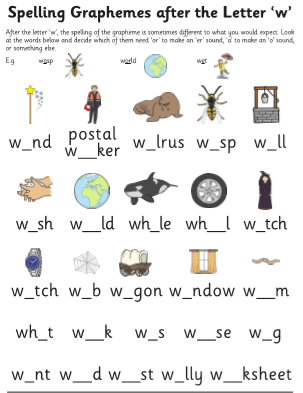 Spelling Graphemes after the Letter ‘w’
After the letter ‘w’, the spelling of the grapheme is sometimes different to what you would expect. Look
at the words below and decide which of them need ‘or’ to make an ‘er’ sound, ‘a’ to make an ‘o’ sound,
or something else.
E.g. wasp world wet
w_nd postal w__ker w_lrus w_sp w_ll
w_sh w__ld wh_le wh__l w_tch
w_tch w_b w_gon w_ndow w__m
wh_t w__k w_s w__se w_g
w_nt w__d w__st w_lly w__ksheet